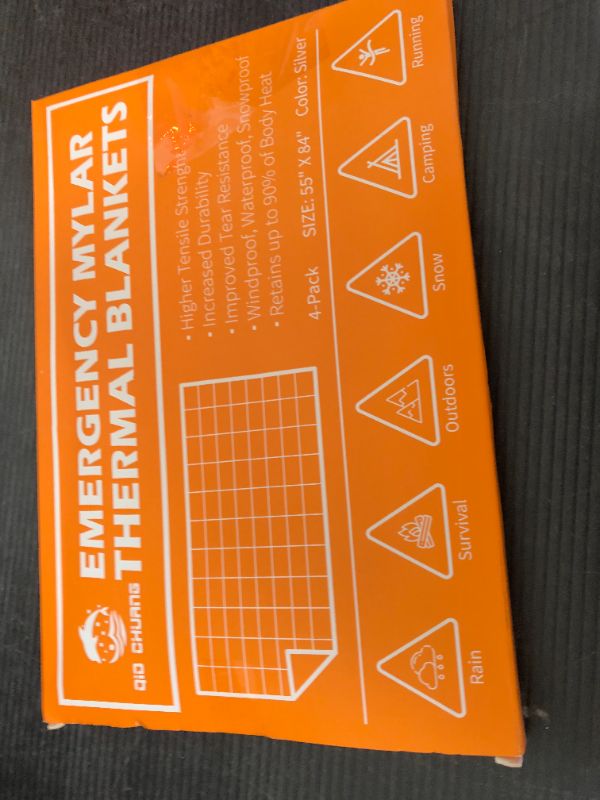 EMERGENCY MYLAR
THERMAL BLANKETS
QIO CHUANG
• Higher Tensile Strenght
• Increased Durability
• Improved Tear Resistance
• Windproof, Waterproof, Snowproof
• Retains up to 90% of Body Heat
4-Pack SIZE: 55" X 84" Color: Silver
Rain
Survival
Outdoors
Snow
Camping
Running